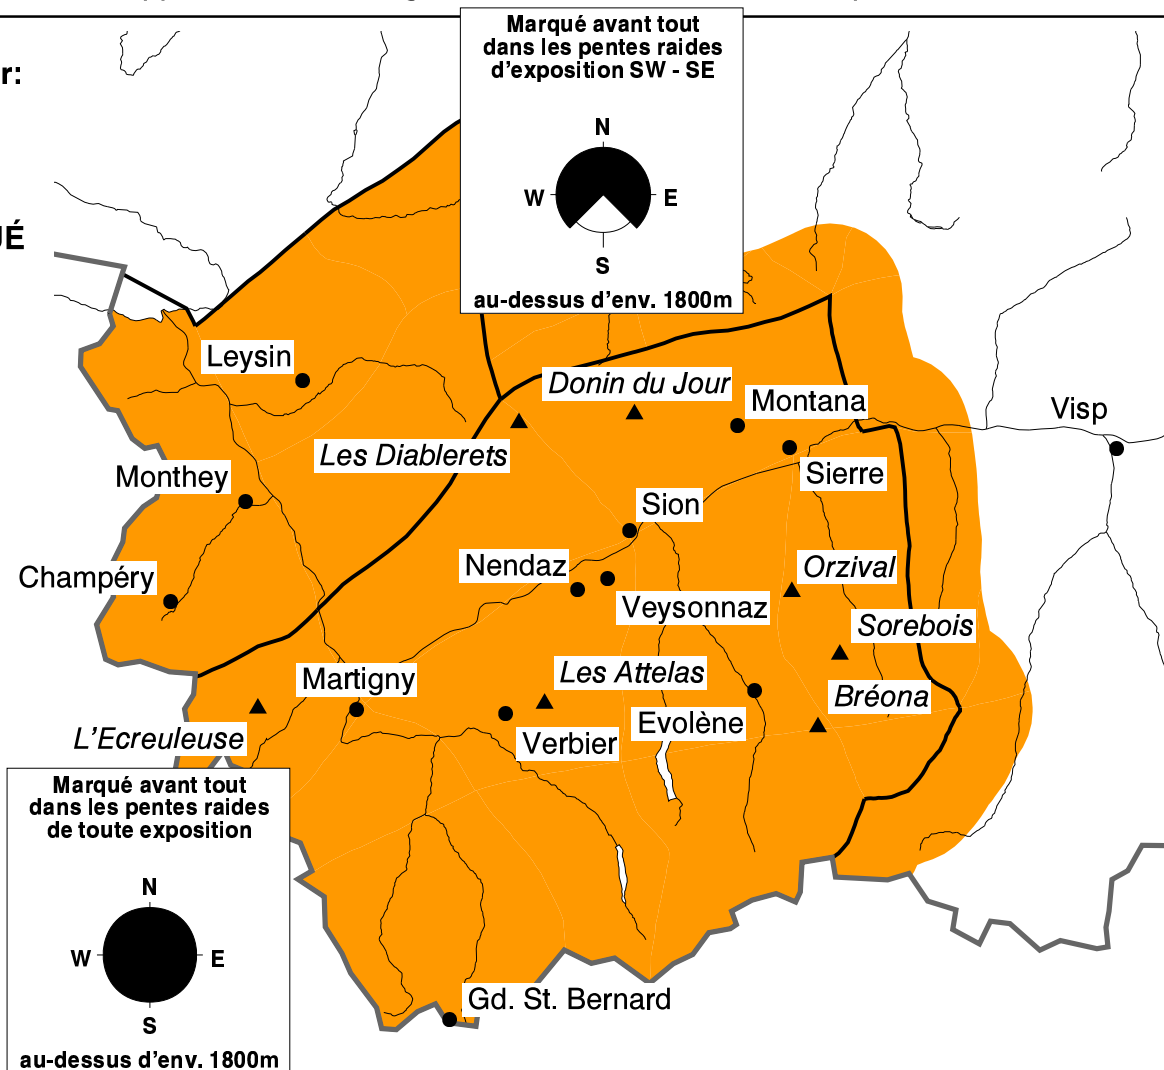 Marqué avant tout
dans les pentes raides
d'exposition SW - SE
r:
N
W
E
S
UÉ
au-dessus d'env. 1800m
Leysin
Donin du Jour
Montana
Visp
Les Diablerets
Sierre
Monthey
Sion
Nendaz
Orzival
Champéry
Veysonnaz
Sorebois
Les Attelas
Martigny
Bréona
Evolène
L'Ecreuleuse
Verbier
Marqué avant tout
dans les pentes raides
de toute exposition
N
W
E
S
Gd. St. Bernard
au-dessus d'env. 1800m